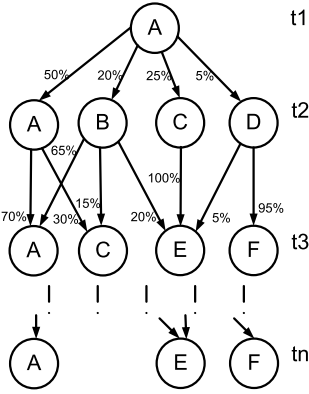 A t1
50% 20% 25% 5%
A B C D t2
65%
100%
70% 30% 15% 20% 5% 95%
A C E F t3
A E F tn